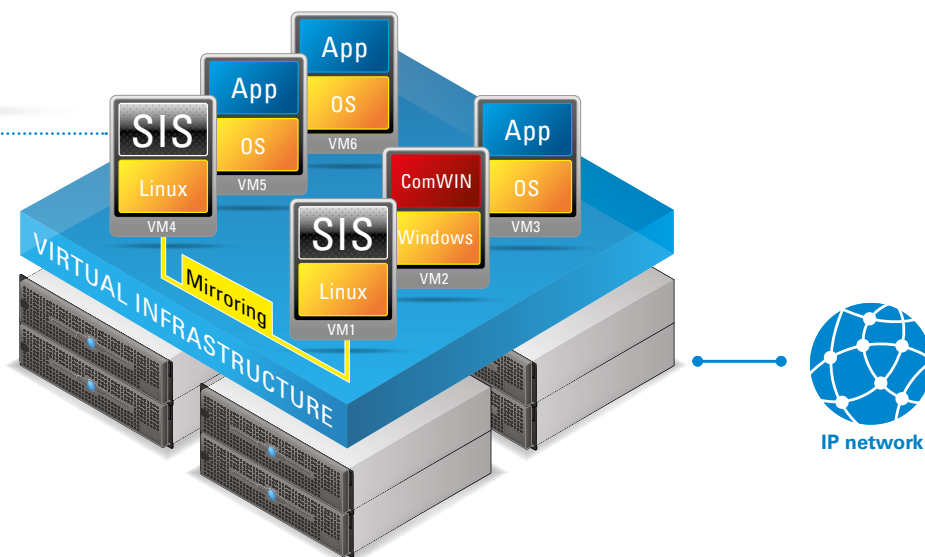 App
OS
VM6
App
OS
VM5
SIS
Linux
VM4
App
OS
VM3
ComWIN
Windows
VM2
SIS
Linux
VM1
Mirroring
VIRTUAL INFRASTRUCTURE
IP network